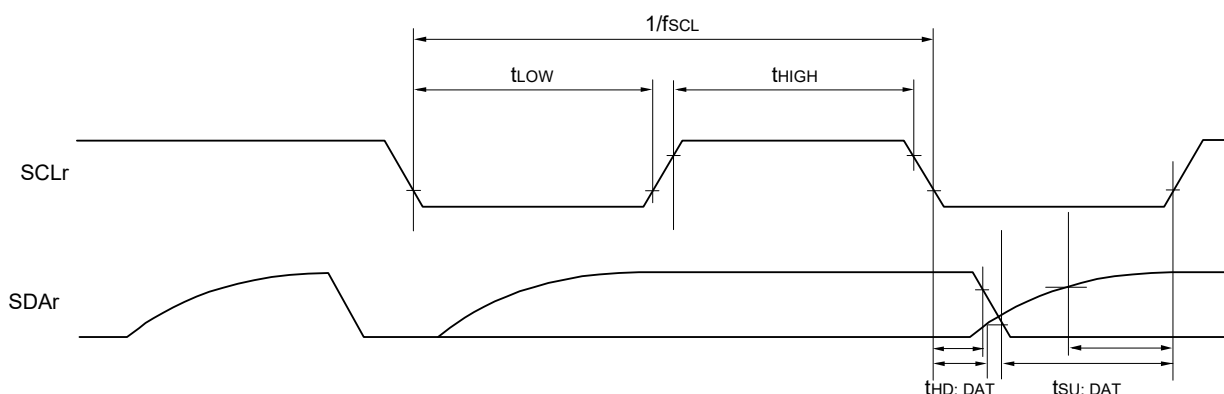 1/fSCL
tLOW
tHIGH
SCLr
SDAr
tHD; DAT
tSU; DAT